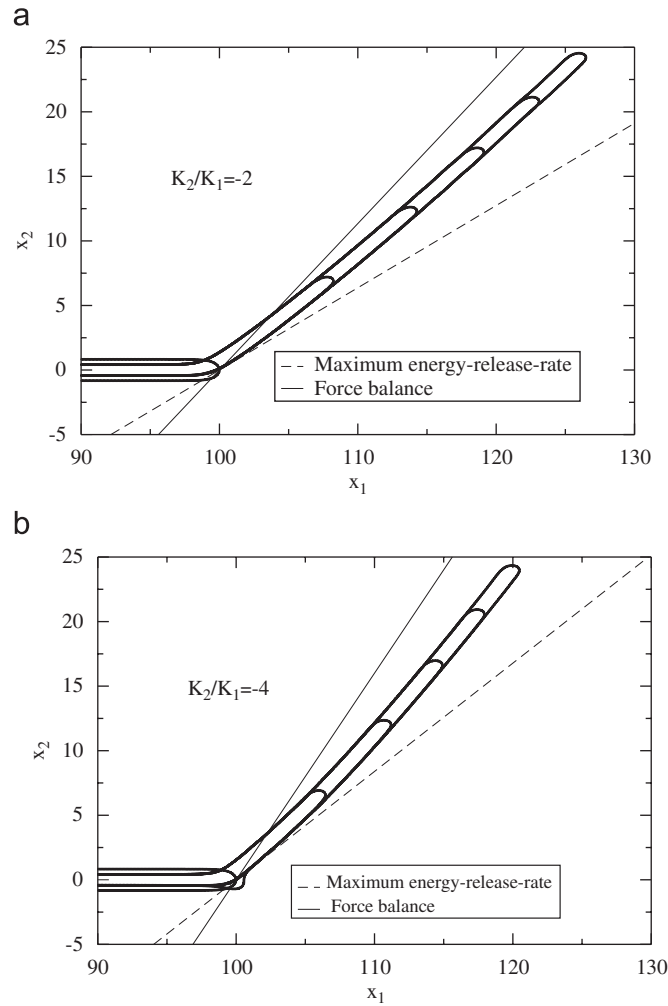 a
25
20
15
10
5
0
-5
x2
K2/K1=-2
Maximum energy-release-rate
Force balance
90 100 110 120 130
x1
b
25
20
15
10
5
0
-5
x2
K2/K1=-4
Maximum energy-release-rate
Force balance
90 100 110 120 130
x1